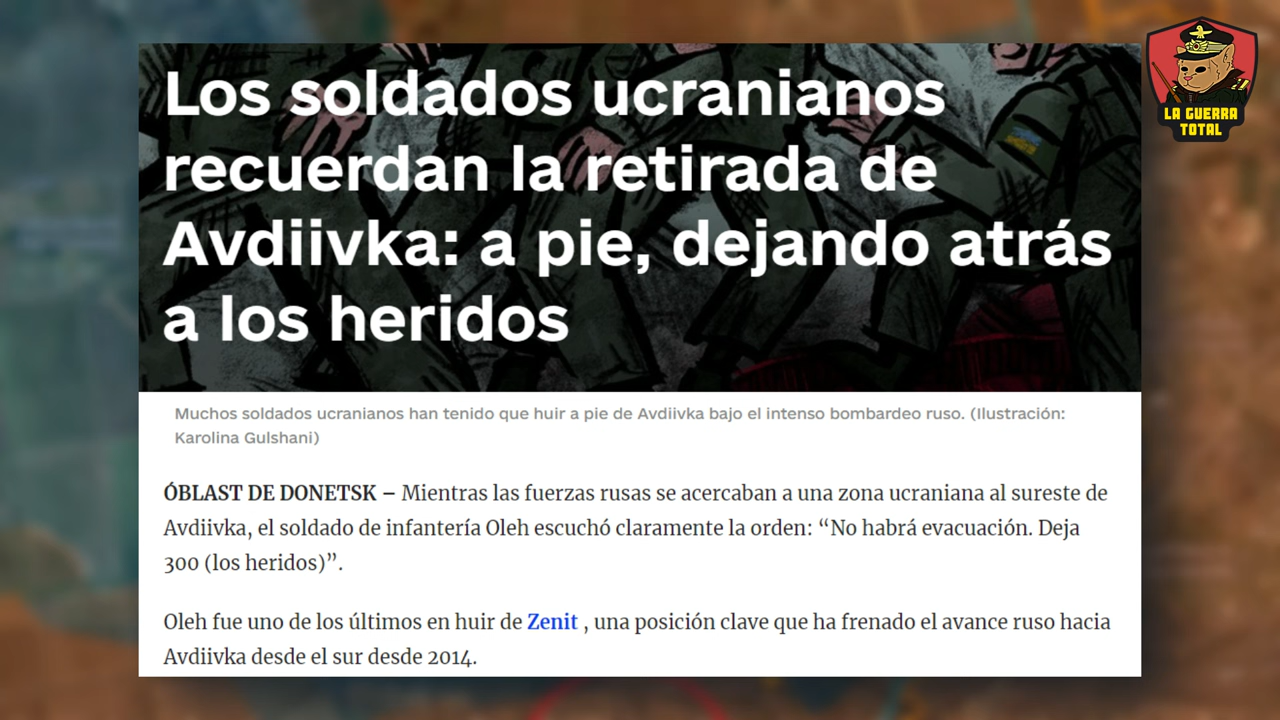 Los soldados ucranianos
recuerdan la retirada de
Avdiivka: a pie, dejando atrás
a los heridos
LA GUERRA
TOTAL
Muchos soldados ucranianos han tenido que huir a pie de Avdiivka bajo el intenso bombardeo ruso. (Ilustración:
Karolina Gulshani)
ÓBLAST DE DONETSK – Mientras las fuerzas rusas se acercaban a una zona ucraniana al sureste de
Avdiivka, el soldado de infantería Oleh escuchó claramente la orden: “No habrá evacuación. Deja
300 (los heridos)”.
Oleh fue uno de los últimos en huir de Zenit , una posición clave que ha frenado el avance ruso hacia
Avdiivka desde el sur desde 2014.